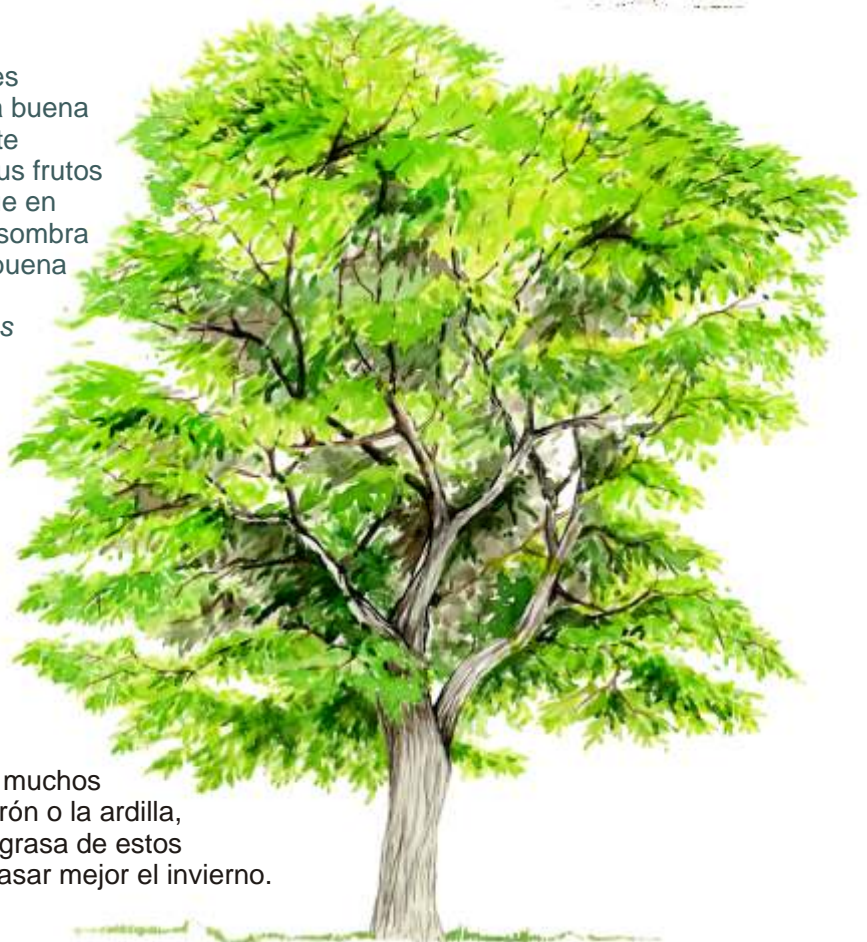 es
buena
te
us frutos
e en
sombra
buena
s
muchos
rón o la ardilla,
grasa de estos
asar mejor el invierno.